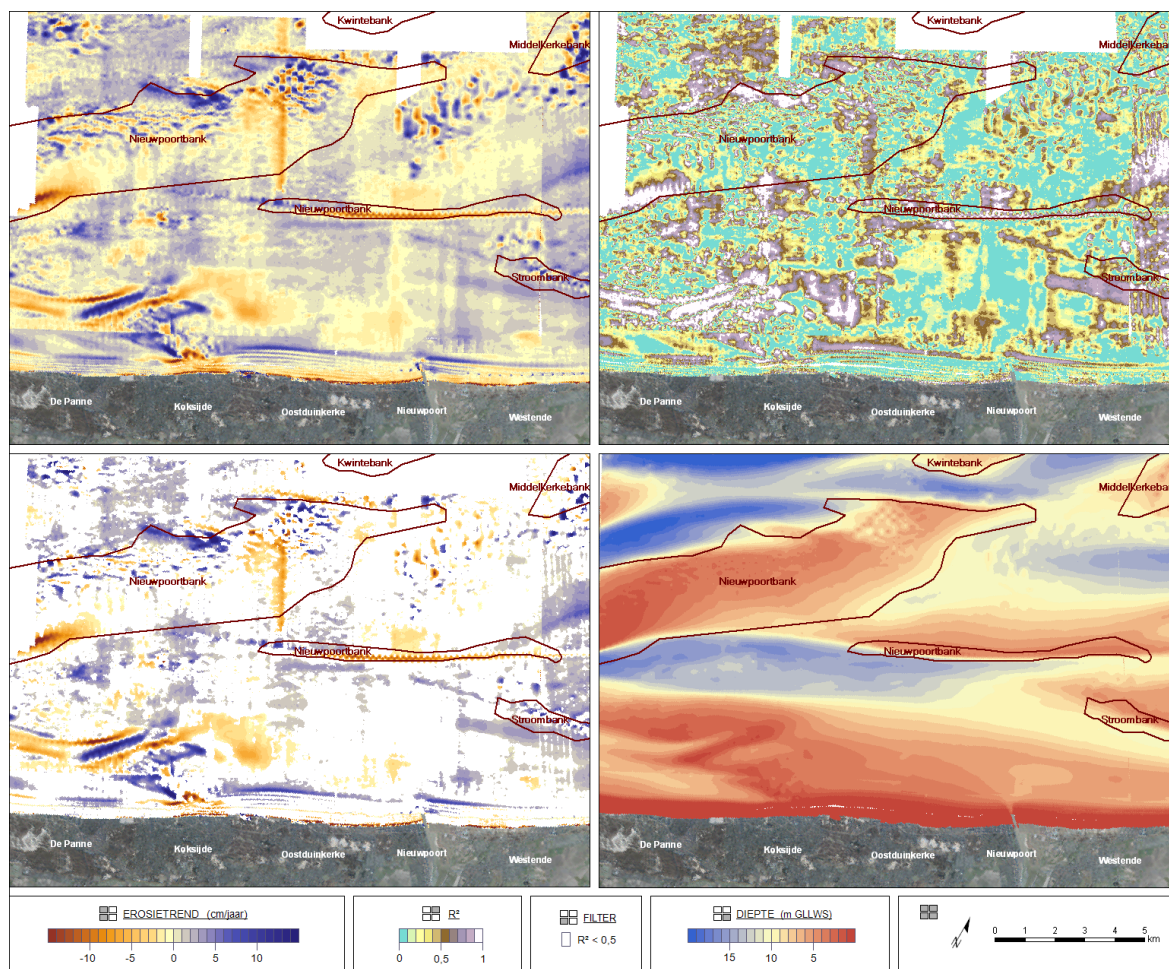 Kwintebank
Middelkerkebank
Nieuwpoortbank
Nieuwpoortbank
Stroombank
De Panne
Koksijde
Oostduinkerke
Nieuwpoort
Westende
Kwintebank
Middelkerkebank
Nieuwpoortbank
Nieuwpoortbank
Stroombank
De Panne
Koksijde
Oostduinkerke
Nieuwpoort
Westende
Kwintebank
Middelkerkebank
Nieuwpoortbank
Nieuwpoortbank
Stroombank
De Panne
Koksijde
Oostduinkerke
Nieuwpoort
Westende
Kwintebank
Middelkerkebank
Nieuwpoortbank
Nieuwpoortbank
Stroombank
De Panne
Koksijde
Oostduinkerke
Nieuwpoort
Westende
EROSIETREND (cm/jaar)
-10 -5 0 5 10
R²
0 0,5 1
FILTER
R² < 0,5
DIEPTE (m GLLWS)
15 10 5
N
0 1 2 3 4 5
km